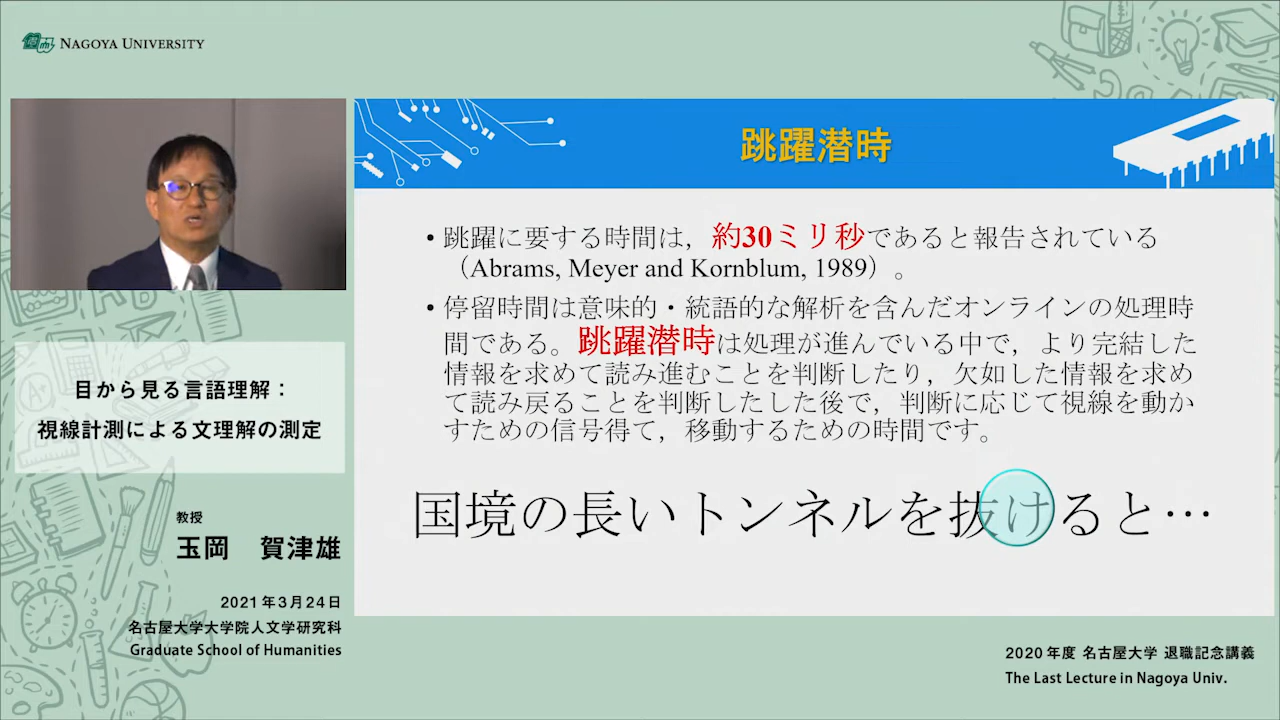 NAGOYA UNIVERSITY
跳躍潜時
・跳躍に要する時間は，約30ミリ秒であると報告されている
（Abrams, Meyer and Kornblum, 1989）。
・停留時間は意味的・統語的な解析を含んだオンラインの処理時
間である。跳躍潜時は処理が進んでいる中で，より完結した
情報を求めて読み進むことを判断したり，欠如した情報を求め
て読み戻ることを判断したした後で，判断に応じて視線を動か
すための信号得て，移動するための時間です。
国境の長いトンネルを抜けると…
目から見る言語理解：
視線計測による文理解の測定
教授
玉岡 賀津雄
2021年3月24日
名古屋大学大学院人文学研究科
Graduate School of Humanities
2020年度 名古屋大学 退職記念講義
The Last Lecture in Nagoya Univ.